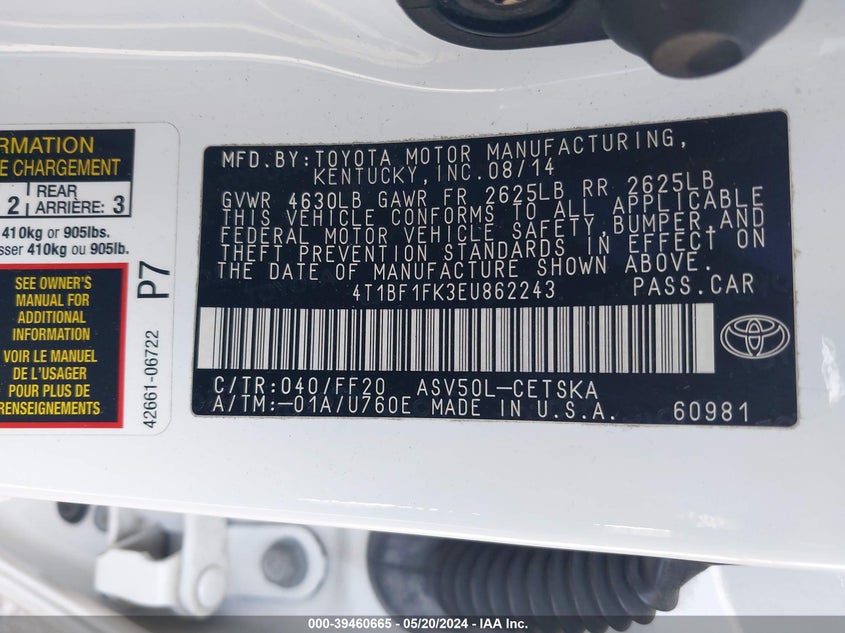 RMATION
E CHARGEMENT
2 REAR
ARRIÈRE: 3
410kg or 905lbs.
sser 410kg ou 905lb.
SEE OWNER'S
MANUAL FOR
ADDITIONAL
INFORMATION
VOIR LE MANUEL
DE L'USAGER
POUR PLUS DE
RENSEIGNEMENTS
P7
42661-06722
MFD.BY:TOYOTA MOTOR MANUFACTURING,
KENTUCKY,INC.08/14
GVWR 4630LB GAWR FR 2625LB RR 2625LB
THIS VEHICLE CONFORMS TO ALL APPLICABLE
FEDERAL MOTOR VEHICLE SAFETY,BUMPER,AND
THEFT PREVENTION STANDARDS IN EFFECT ON
THE DATE OF MANUFACTURE SHOWN ABOVE.
4T1BF1FK3EU862243 PASS.CAR
C/TR:040/FF20 ASV50L-CETSKA
A/TM:-01A/U760E MADE IN U.S.A. 60981
000-39460665 - 05/20/2024 - IAA Inc.